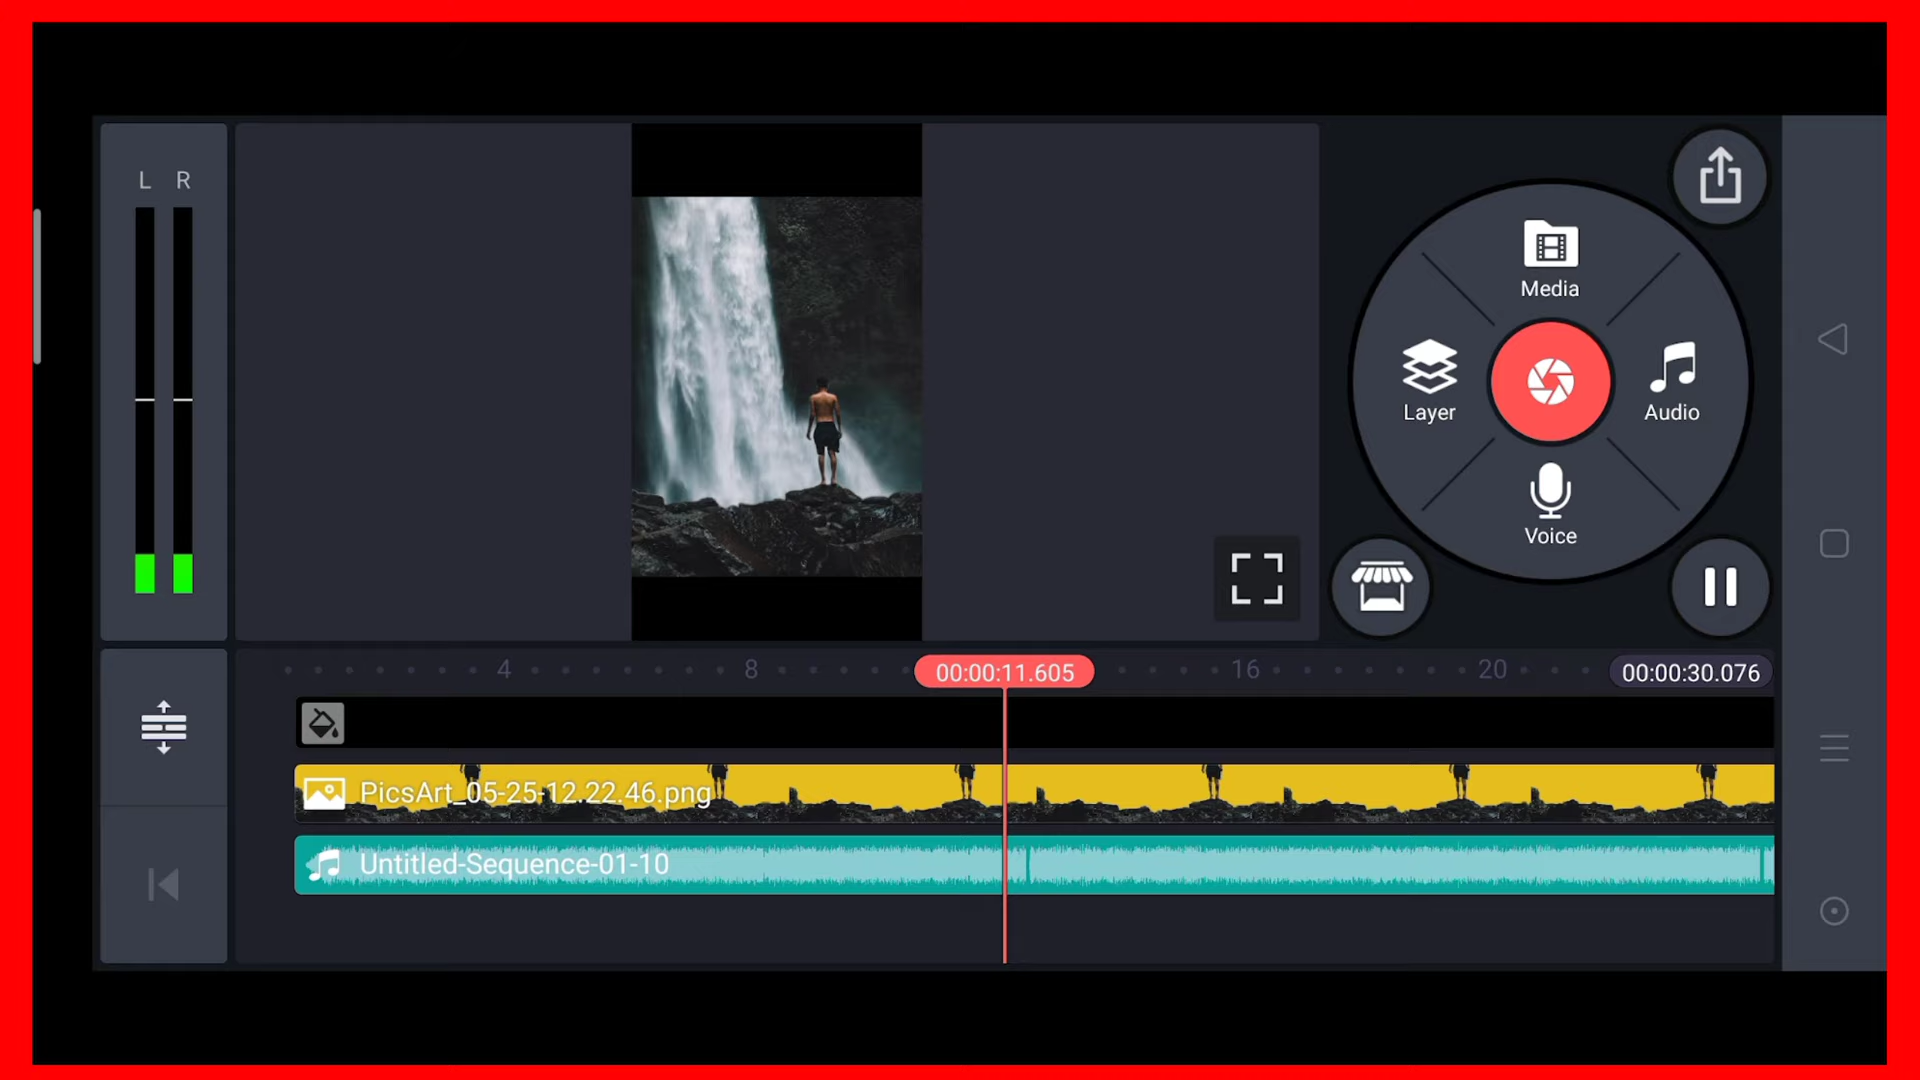 L R
Media
Layer
Audio
Voice
4
8
00:00:11.605
16
20
00:00:30.076
PicsArt_05-25-12.22.46.png
Untitled-Sequence-01-10